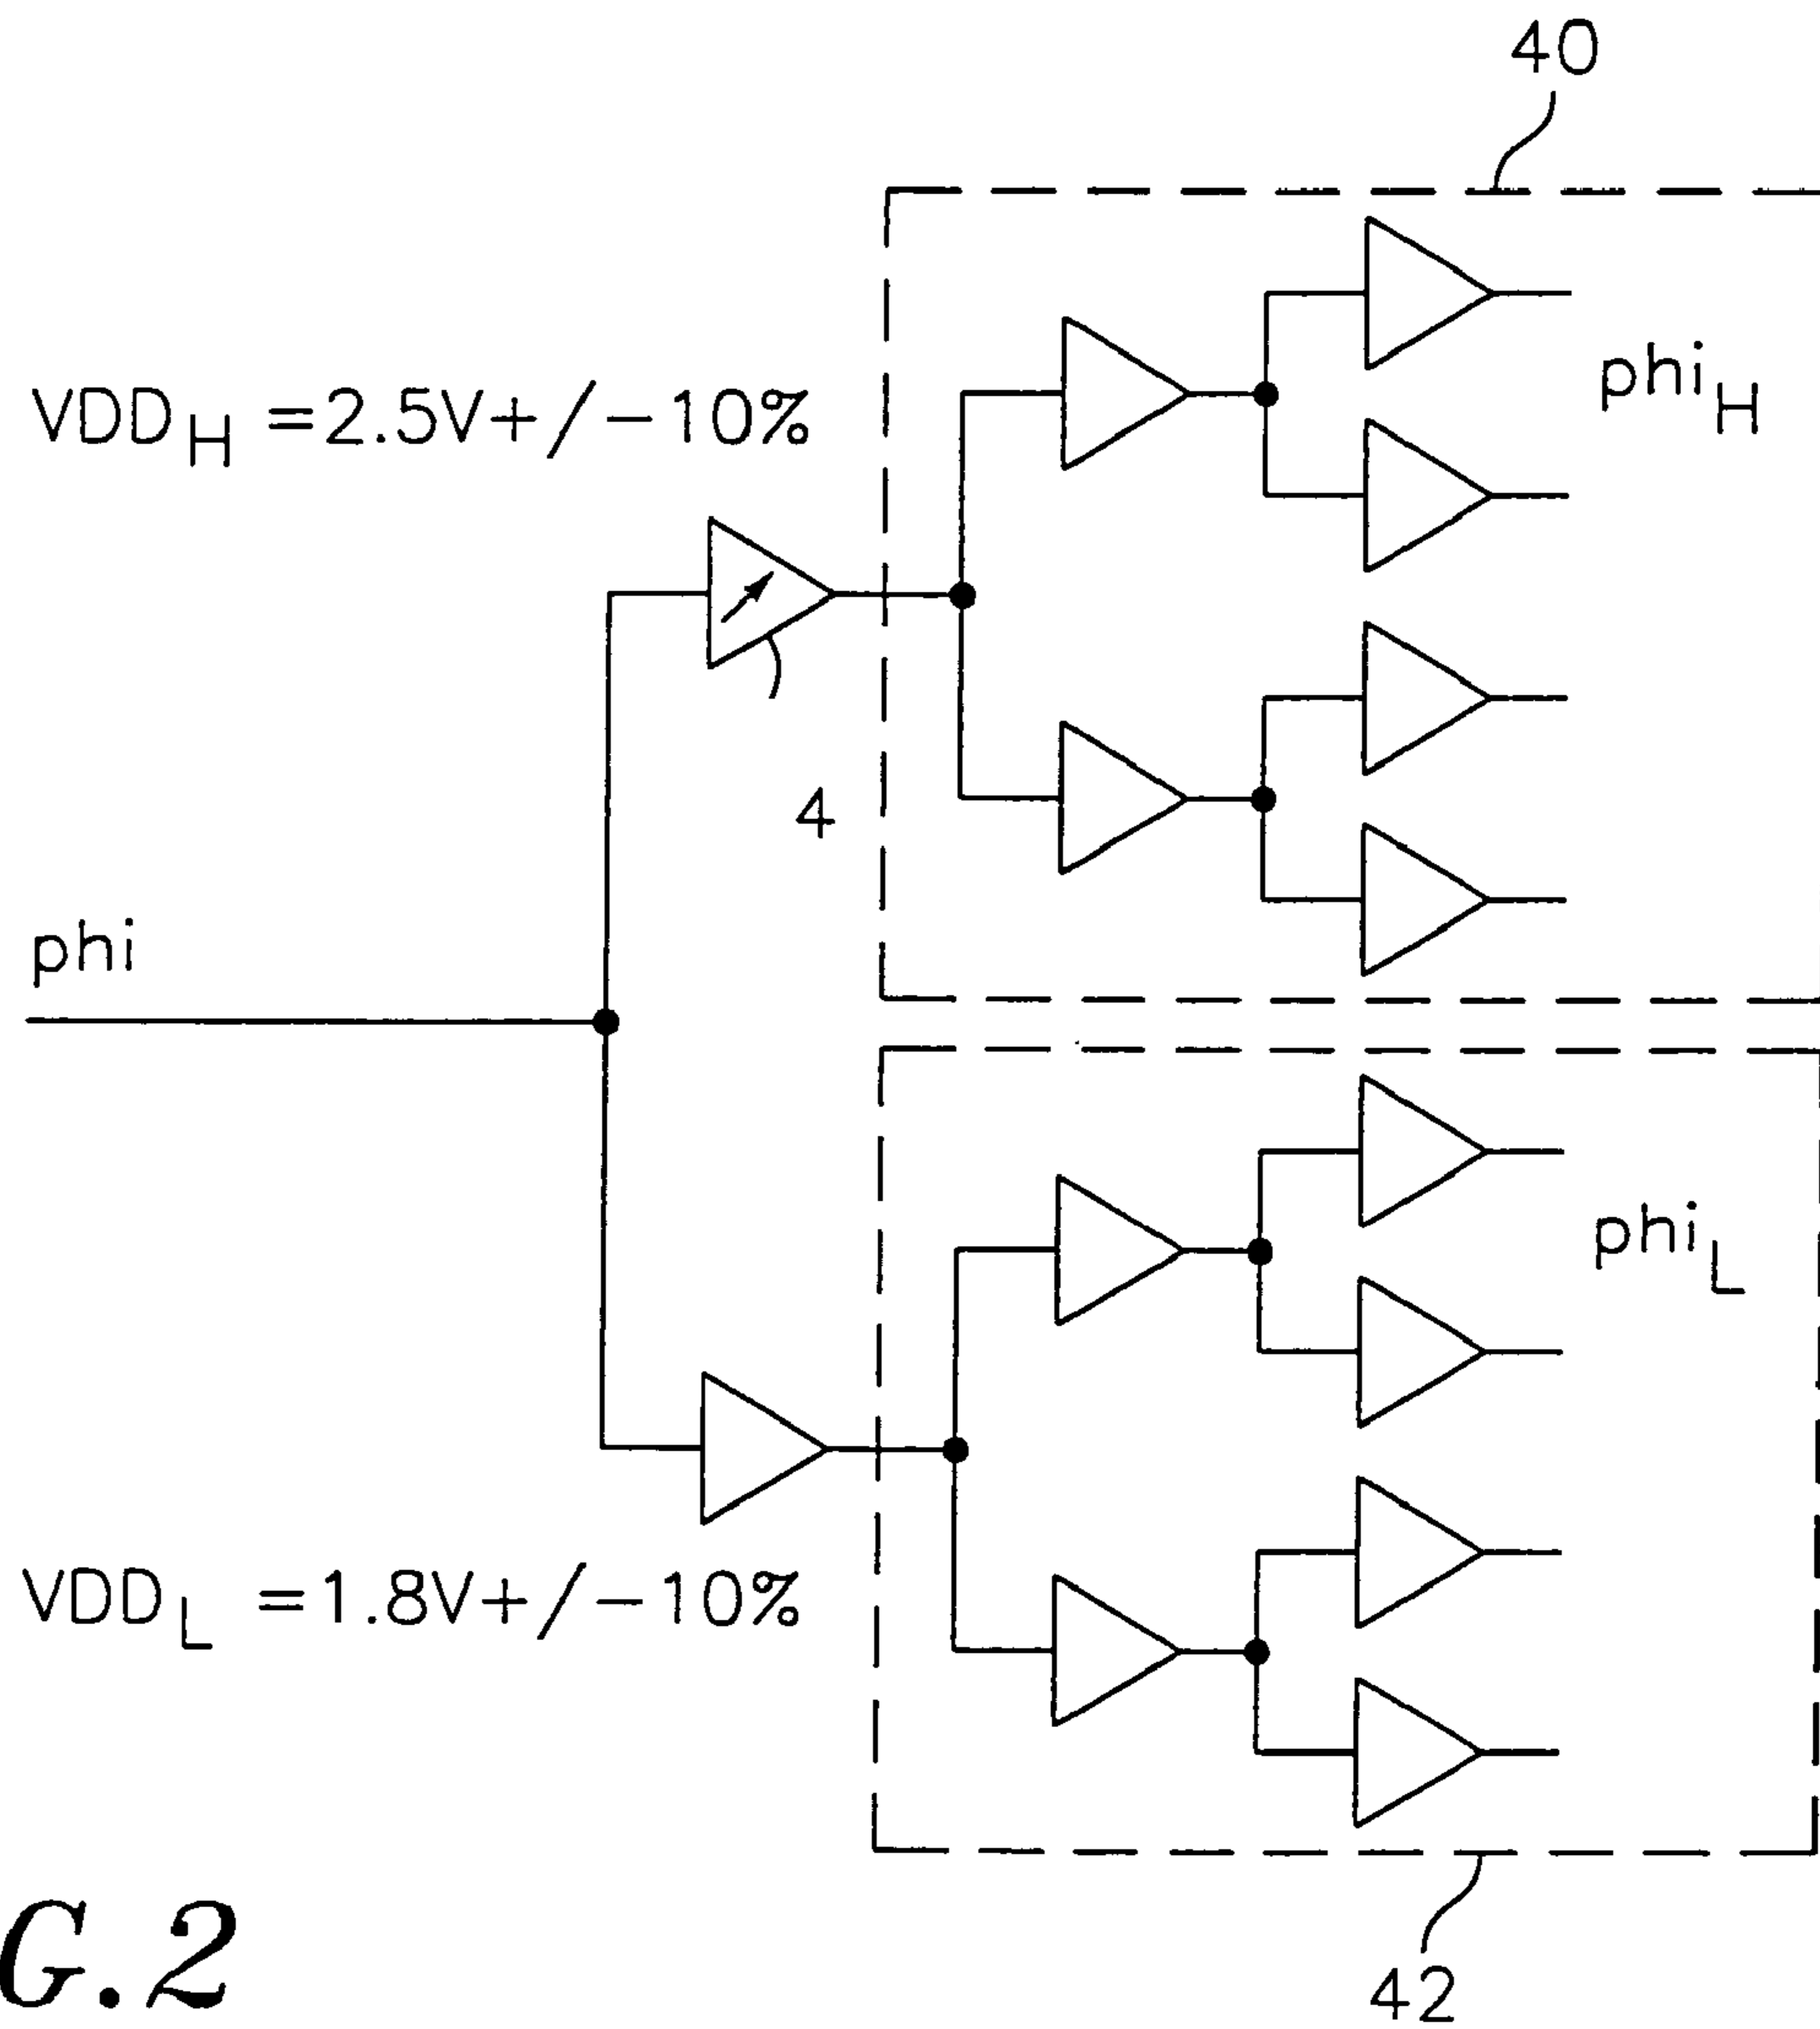 40
phi_H
VDD_H =2.5V+/-10%
4
phi
phi_L
VDD_L =1.8V+/-10%
G.2
42